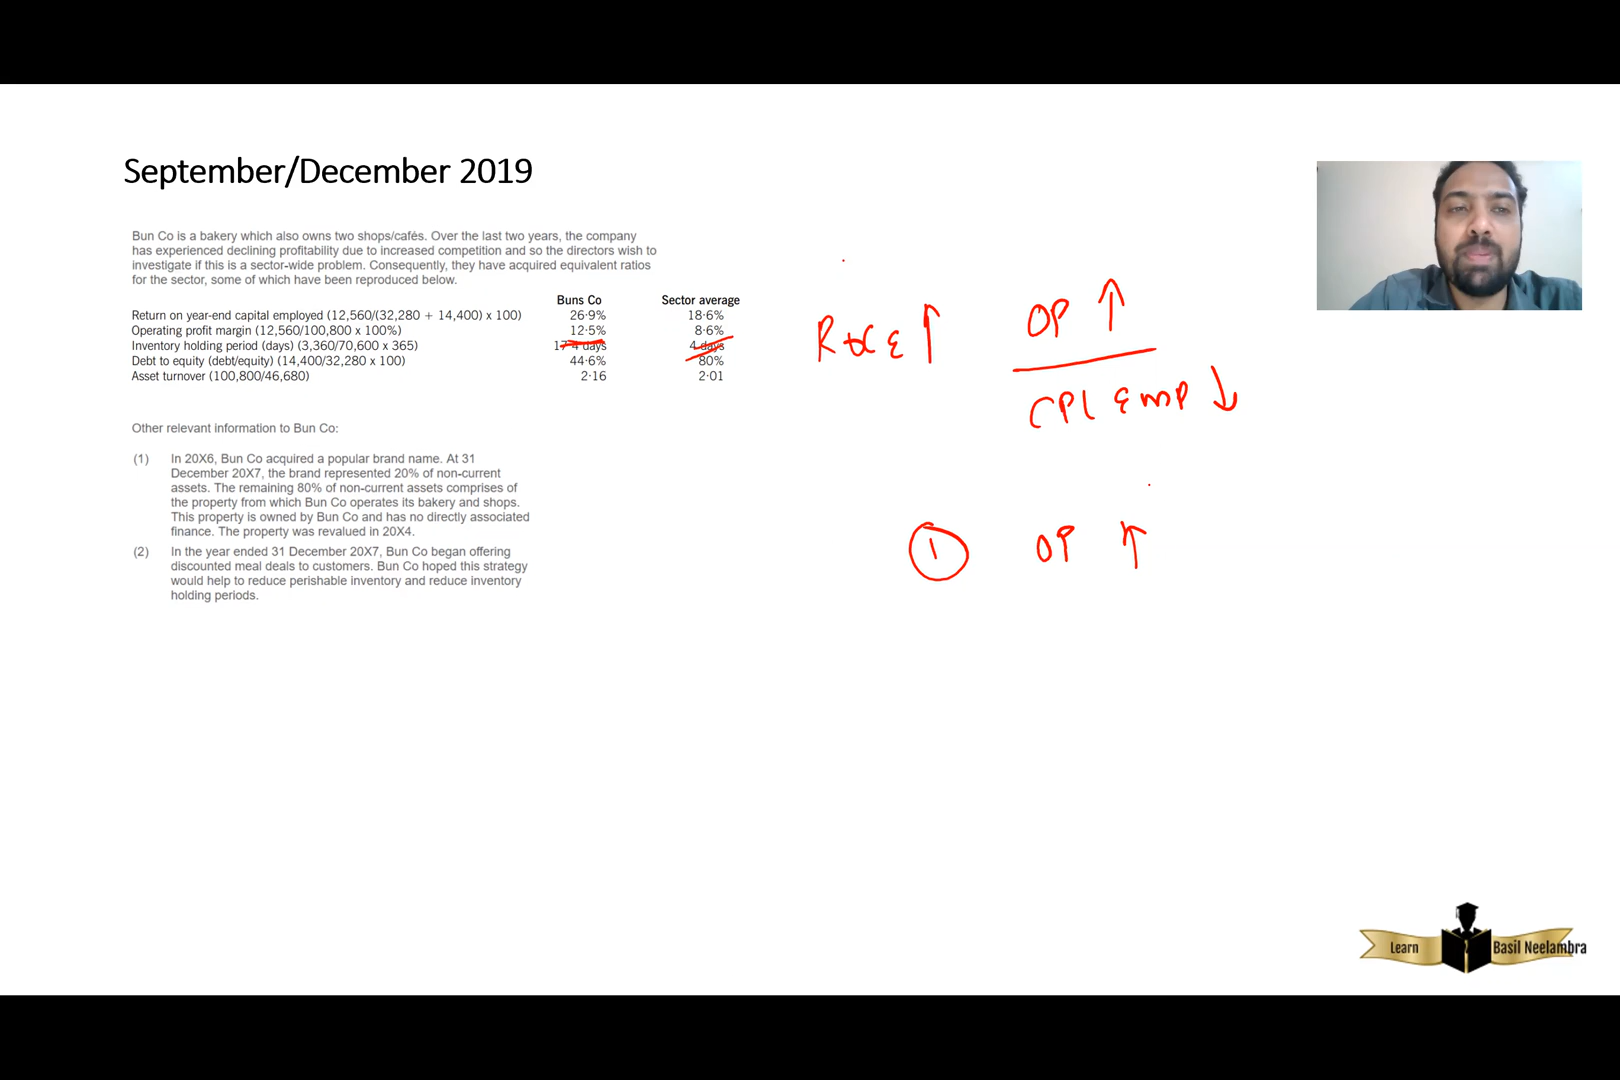 September/December 2019
Bun Co is a bakery which also owns two shops/cafés. Over the last two years, the company
has experienced declining profitability due to increased competition and so the directors wish to
investigate if this is a sector-wide problem. Consequently, they have acquired equivalent ratios
for the sector, some of which have been reproduced below.
Buns Co Sector average
Return on year-end capital employed (12,560/(32,280 + 14,400) x 100) 26·9% 18·6%
Operating profit margin (12,560/100,800 x 100%) 12·5% 8·6%
Inventory holding period (days) (3,360/70,600 x 365) 17·4 days 4 days
Debt to equity (debt/equity) (14,400/32,280 x 100) 44·6% 80%
Asset turnover (100,800/46,680) 2·16 2·01
Other relevant information to Bun Co:
(1) In 20X6, Bun Co acquired a popular brand name. At 31
December 20X7, the brand represented 20% of non-current
assets. The remaining 80% of non-current assets comprises of
the property from which Bun Co operates its bakery and shops.
This property is owned by Bun Co and has no directly associated
finance. The property was revalued in 20X4.
(2) In the year ended 31 December 20X7, Bun Co began offering
discounted meal deals to customers. Bun Co hoped this strategy
would help to reduce perishable inventory and reduce inventory
holding periods.
ROCE ↑
OP ↑
CPL EMP ↓
1 OP ↑
Learn Basil Neelambra